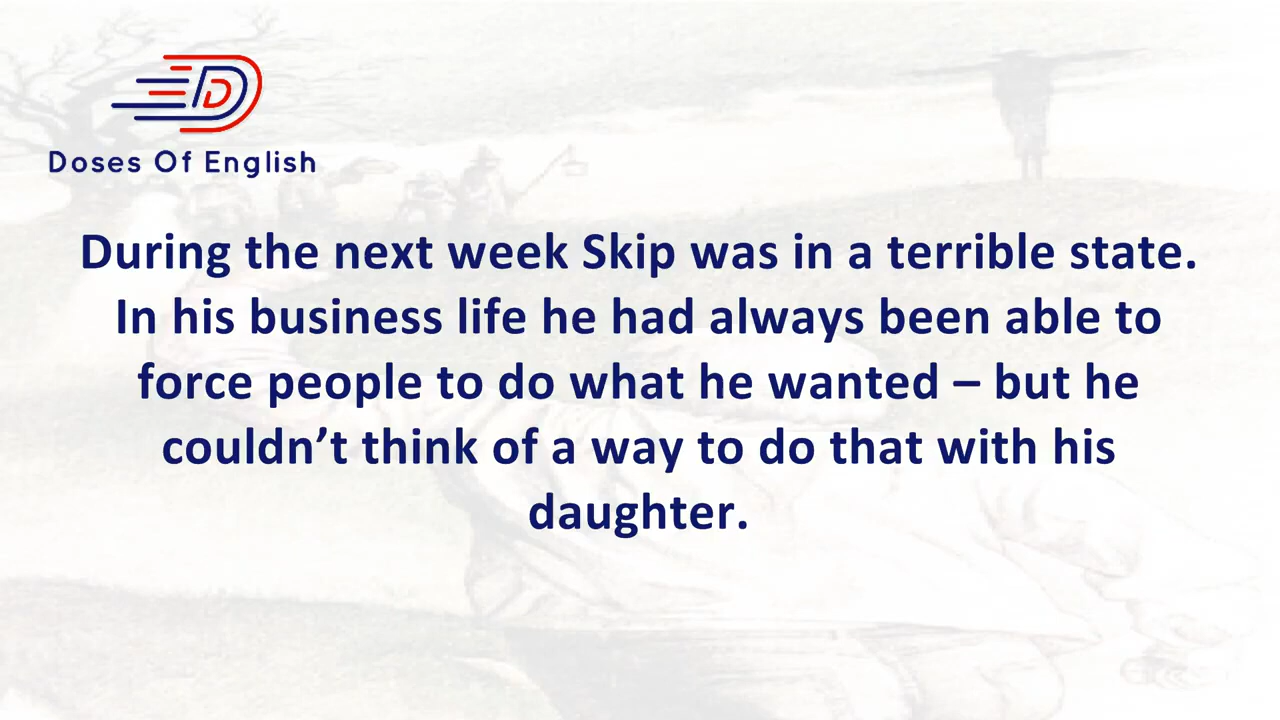 Doses Of English
During the next week Skip was in a terrible state.
In his business life he had always been able to
force people to do what he wanted – but he
couldn’t think of a way to do that with his
daughter.